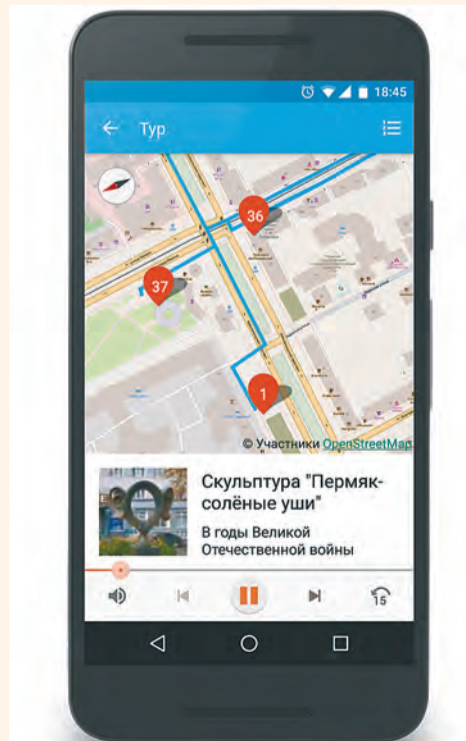 18:45
Тур
36
37
1
© Участники OpenStreetMap
Скульптура "Пермяк-
солёные уши"
В годы Великой
Отечественной войны
15